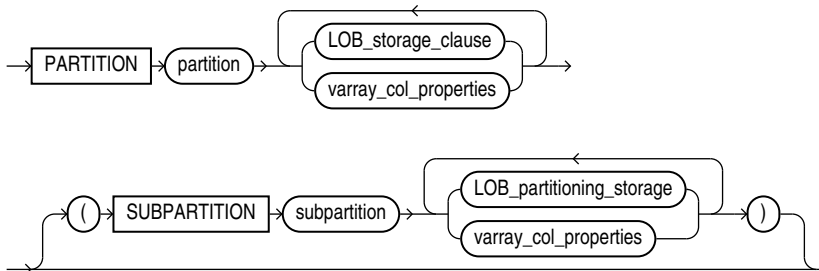 LOB_storage_clause
PARTITION partition
varray_col_properties
LOB_partitioning_storage
( SUBPARTITION subpartition )
varray_col_properties